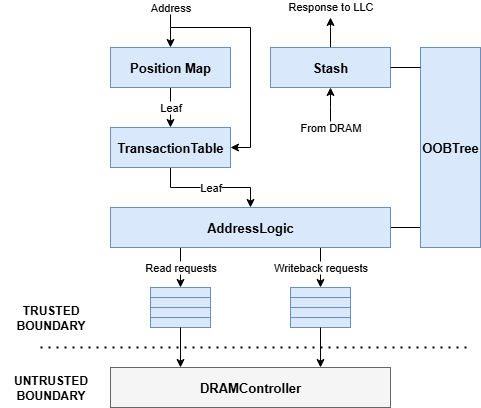 Address
Response to LLC
Position Map
Stash
Leaf
From DRAM
TransactionTable
OOBTree
Leaf
AddressLogic
Read requests
Writeback requests
TRUSTED
BOUNDARY
UNTRUSTED
BOUNDARY
DRAMController